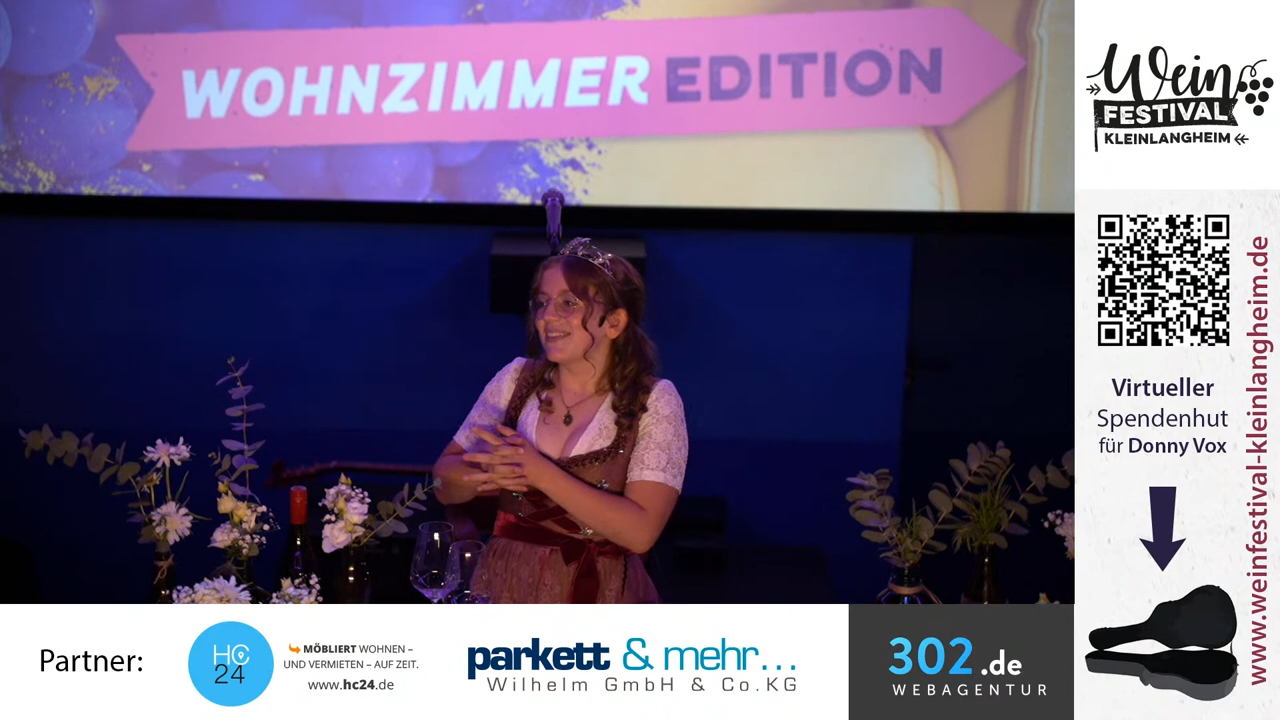 WOHNZIMMER EDITION
Wein
FESTIVAL
KLEINLANGHEIM
Virtueller
Spendenhut
für Donny Vox
www.weinfestival-kleinlangheim.de
Partner:
HC
24
MÖBLIERT WOHNEN –
UND VERMIETEN – AUF ZEIT.
www.hc24.de
parkett & mehr...
Wilhelm GmbH & Co.KG
302.de
WEBAGENTUR